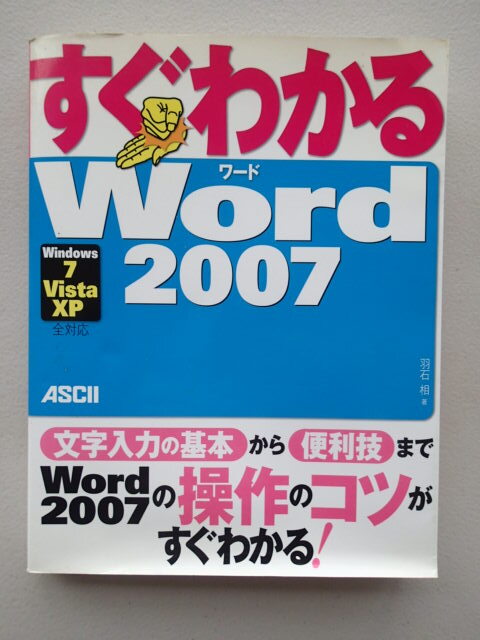 すぐわかる
ワード
Word
2007
Windows
7
Vista
XP
全対応
羽石 相 著
ASCII
文字入力の基本から便利技まで
Word
2007の操作のコツが
すぐわかる!